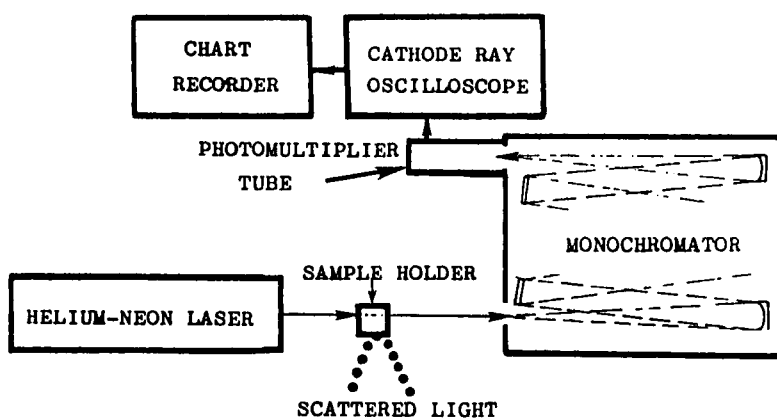 CHART
RECORDER
CATHODE RAY
OSCILLOSCOPE
PHOTOMULTIPLIER
TUBE
MONOCHROMATOR
SAMPLE HOLDER
HELIUM-NEON LASER
SCATTERED LIGHT